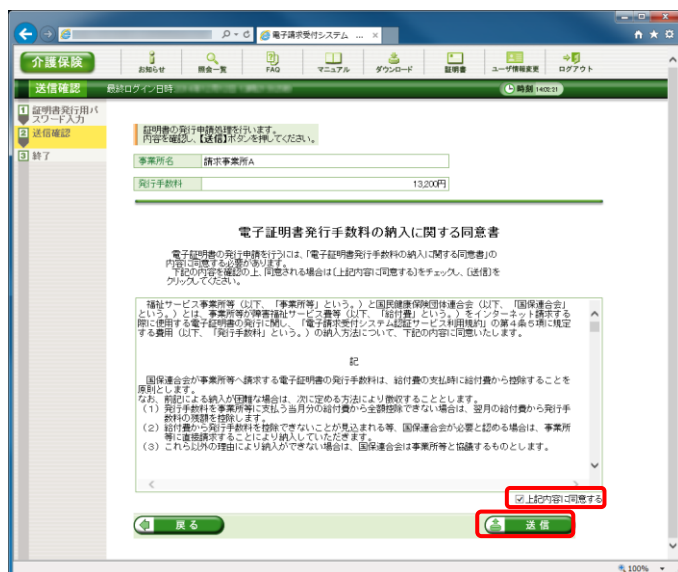 電子請求受付システム ...
介護保険
お知らせ
照会一覧
FAQ
マニュアル
ダウンロード
証明書
ユーザ情報変更
ログアウト
送信確認
最終ログイン日時
時刻 14:02:21
1 証明書発行用パ
スワード入力
2 送信確認
3 終了
証明書の発行申請処理を行います。
内容を確認し、【送信】ボタンを押してください。
事業所名 請求事業所A
発行手数料 13,200円
電子証明書発行手数料の納入に関する同意書
電子証明書の発行申請を行うには、「電子証明書発行手数料の納入に関する同意書」の
内容に同意する必要があります。
下記の内容を確認の上、同意される場合は「上記内容に同意する」をチェックし、【送信】を
クリックしてください。
福祉サービス事業所等（以下、「事業所等」という。）と国民健康保険団体連合会（以下、「国保連合会」
という。）とは、事業所等が障害福祉サービス費等（以下、「給付費」という。）をインターネット請求する
際に使用する電子証明書の発行に関し、「電子請求受付システム認証サービス利用規約」の第４条５項に規定
する費用（以下、「発行手数料」という。）の納入方法について、下記の内容に同意いたします。
記
国保連合会が事業所等へ請求する電子証明書の発行手数料は、給付費の支払時に給付費から控除することを
原則とします。
なお、前記による納入が困難な場合は、次に定める方法により徴収することとします。
（１）発行手数料を事業所等に支払う当月分の給付費から全額控除できない場合は、翌月の給付費から発行手
数料の残額を控除します。
（２）給付費から発行手数料を控除できないことが見込まれる等、国保連合会が必要と認める場合は、事業所
等に直接請求することにより納入していただきます。
（３）これら以外の理由により納入ができない場合は、国保連合会は事業所等と協議するものとします。
上記内容に同意する
戻る
送信
100%